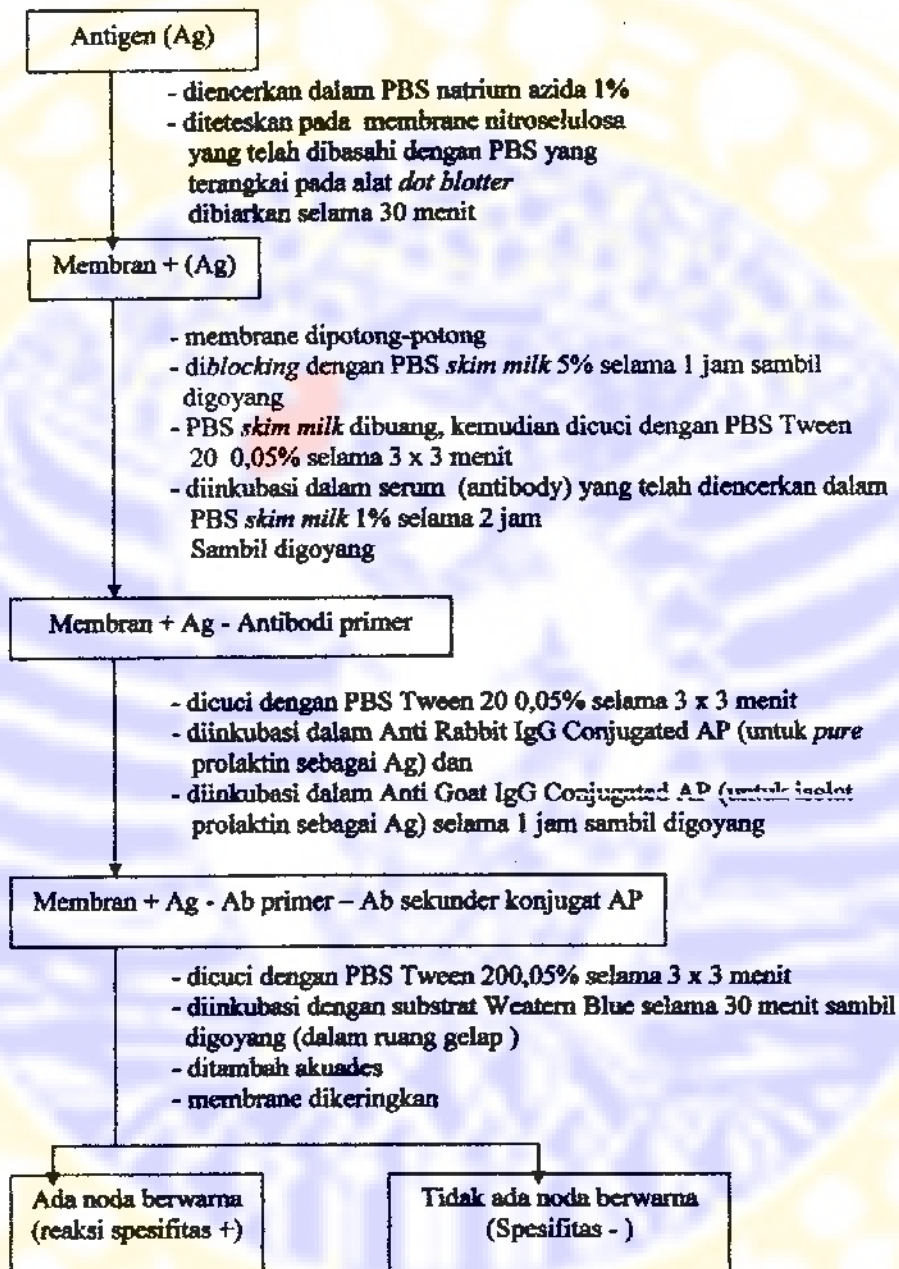 Antigen (Ag)
- diencerkan dalam PBS natrium azida 1%
- diteteskan pada membrane nitroselulosa
yang telah dibasahi dengan PBS yang
terangkai pada alat dot blotter
dibiarkan selama 30 menit
Membran + (Ag)
- membrane dipotong-potong
- diblocking dengan PBS skim milk 5% selama 1 jam sambil
digoyang
- PBS skim milk dibuang, kemudian dicuci dengan PBS Tween
20 0,05% selama 3 x 3 menit
- diinkubasi dalam serum (antibody) yang telah diencerkan dalam
PBS skim milk 1% selama 2 jam
Sambil digoyang
Membran + Ag - Antibodi primer
- dicuci dengan PBS Tween 20 0,05% selama 3 x 3 menit
- diinkubasi dalam Anti Rabbit IgG Conjugated AP (untuk pure
prolaktin sebagai Ag) dan
- diinkubasi dalam Anti Goat IgG Conjugated AP (untuk isolat
prolaktin sebagai Ag) selama 1 jam sambil digoyang
Membran + Ag - Ab primer – Ab sekunder konjugat AP
- dicuci dengan PBS Tween 200,05% selama 3 x 3 menit
- diinkubasi dengan substrat Weatern Blue selama 30 menit sambil
digoyang (dalam ruang gelap )
- ditambah akuades
- membrane dikeringkan
Ada noda berwarna
(reaksi spesifitas +)
Tidak ada noda berwarna
(Spesifitas - )